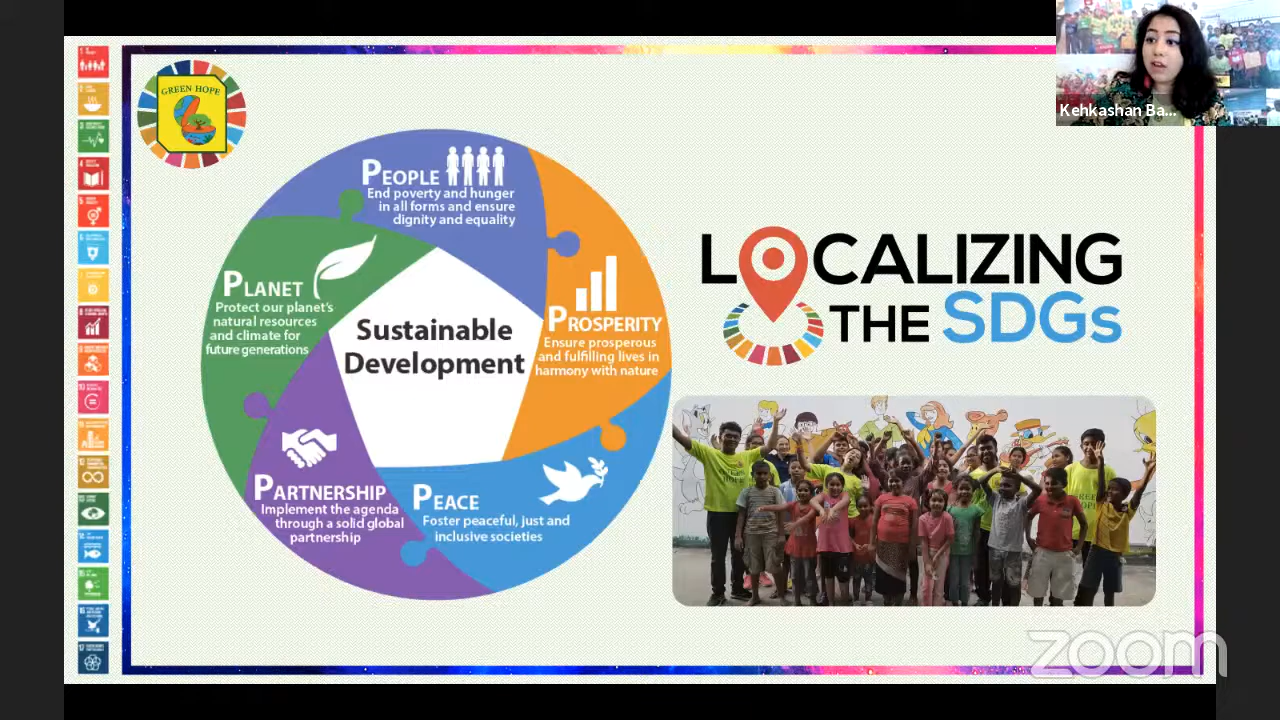 Kehkashan Ba...
GREEN HOPE
PEOPLE
End poverty and hunger
in all forms and ensure
dignity and equality
PLANET
Protect our planet's
natural resources
and climate for
future generations
PROSPERITY
Ensure prosperous
and fulfilling lives in
harmony with nature
Sustainable
Development
PARTNERSHIP
Implement the agenda
through a solid global
partnership
PEACE
Foster peaceful, just and
inclusive societies
LOCALIZING
THE SDGs
zoom